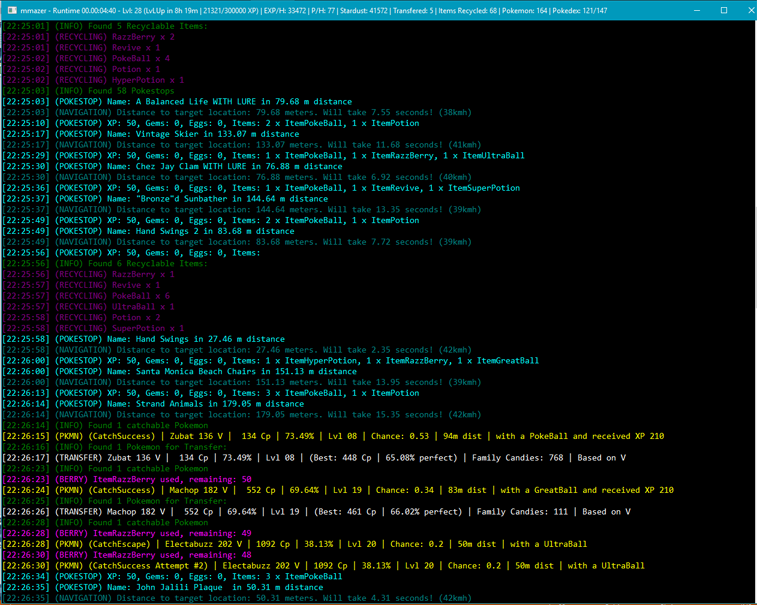 mmazer - Runtime 00.00:04:40 - Lvl: 28 (LvlUp in 8h 19m | 21321/300000 XP) | EXP/H: 33472 | P/H: 77 | Stardust: 41572 | Transfered: 5 | Items Recycled: 68 | Pokemon: 164 | Pokedex: 121/147
[22:25:01] (INFO) Found 5 Recyclable Items:
[22:25:01] (RECYCLING) RazzBerry x 2
[22:25:01] (RECYCLING) Revive x 1
[22:25:02] (RECYCLING) PokeBall x 4
[22:25:02] (RECYCLING) Potion x 1
[22:25:02] (RECYCLING) HyperPotion x 1
[22:25:03] (INFO) Found 58 Pokestops
[22:25:03] (POKESTOP) Name: A Balanced Life WITH LURE in 79.68 m distance
[22:25:03] (NAVIGATION) Distance to target location: 79.68 meters. Will take 7.55 seconds! (38kmh)
[22:25:10] (POKESTOP) XP: 50, Gems: 0, Eggs: 0, Items: 2 x ItemPokeBall, 1 x ItemPotion
[22:25:17] (POKESTOP) Name: Vintage Skier in 133.07 m distance
[22:25:17] (NAVIGATION) Distance to target location: 133.07 meters. Will take 11.68 seconds! (41kmh)
[22:25:29] (POKESTOP) XP: 50, Gems: 0, Eggs: 0, Items: 1 x ItemPokeBall, 1 x ItemRazzBerry, 1 x ItemUltraBall
[22:25:30] (POKESTOP) Name: Chez Jay Clam WITH LURE in 76.88 m distance
[22:25:30] (NAVIGATION) Distance to target location: 76.88 meters. Will take 6.92 seconds! (40kmh)
[22:25:36] (POKESTOP) XP: 50, Gems: 0, Eggs: 0, Items: 1 x ItemPokeBall, 1 x ItemRevive, 1 x ItemSuperPotion
[22:25:37] (POKESTOP) Name: "Bronze"d Sunbather in 144.64 m distance
[22:25:37] (NAVIGATION) Distance to target location: 144.64 meters. Will take 13.35 seconds! (39kmh)
[22:25:49] (POKESTOP) XP: 50, Gems: 0, Eggs: 0, Items: 2 x ItemPokeBall, 1 x ItemPotion
[22:25:49] (POKESTOP) Name: Hand Swings 2 in 83.68 m distance
[22:25:49] (NAVIGATION) Distance to target location: 83.68 meters. Will take 7.72 seconds! (39kmh)
[22:25:56] (POKESTOP) XP: 50, Gems: 0, Eggs: 0, Items:
[22:25:56] (INFO) Found 6 Recyclable Items:
[22:25:56] (RECYCLING) RazzBerry x 1
[22:25:57] (RECYCLING) Revive x 1
[22:25:57] (RECYCLING) PokeBall x 6
[22:25:57] (RECYCLING) UltraBall x 1
[22:25:58] (RECYCLING) Potion x 2
[22:25:58] (RECYCLING) SuperPotion x 1
[22:25:58] (POKESTOP) Name: Hand Swings in 27.46 m distance
[22:25:58] (NAVIGATION) Distance to target location: 27.46 meters. Will take 2.35 seconds! (42kmh)
[22:26:00] (POKESTOP) XP: 50, Gems: 0, Eggs: 0, Items: 1 x ItemHyperPotion, 1 x ItemRazzBerry, 1 x ItemGreatBall
[22:26:00] (POKESTOP) Name: Santa Monica Beach Chairs in 151.13 m distance
[22:26:00] (NAVIGATION) Distance to target location: 151.13 meters. Will take 13.95 seconds! (39kmh)
[22:26:13] (POKESTOP) XP: 50, Gems: 0, Eggs: 0, Items: 3 x ItemPokeBall, 1 x ItemPotion
[22:26:14] (POKESTOP) Name: Strand Animals in 179.05 m distance
[22:26:14] (NAVIGATION) Distance to target location: 179.05 meters. Will take 15.35 seconds! (42kmh)
[22:26:14] (INFO) Found 1 catchable Pokemon
[22:26:15] (PKMN) (CatchSuccess) | Zubat 136 V | 134 Cp | 73.49% | Lvl 08 | Chance: 0.53 | 94m dist | with a PokeBall and received XP 210
[22:26:16] (INFO) Found 1 Pokemon for Transfer:
[22:26:17] (TRANSFER) Zubat 136 V | 134 Cp | 73.49% | Lvl 08 | (Best: 448 Cp | 65.08% perfect) | Family Candies: 768 | Based on V
[22:26:23] (INFO) Found 1 catchable Pokemon
[22:26:23] (BERRY) ItemRazzBerry used, remaining: 50
[22:26:24] (PKMN) (CatchSuccess) | Machop 182 V | 552 Cp | 69.64% | Lvl 19 | Chance: 0.34 | 83m dist | with a GreatBall and received XP 210
[22:26:25] (INFO) Found 1 Pokemon for Transfer:
[22:26:26] (TRANSFER) Machop 182 V | 552 Cp | 69.64% | Lvl 19 | (Best: 461 Cp | 66.02% perfect) | Family Candies: 111 | Based on V
[22:26:28] (INFO) Found 1 catchable Pokemon
[22:26:28] (BERRY) ItemRazzBerry used, remaining: 49
[22:26:28] (PKMN) (CatchEscape) | Electabuzz 202 V | 1092 Cp | 38.13% | Lvl 20 | Chance: 0.2 | 50m dist | with a UltraBall
[22:26:30] (BERRY) ItemRazzBerry used, remaining: 48
[22:26:30] (PKMN) (CatchSuccess Attempt #2) | Electabuzz 202 V | 1092 Cp | 38.13% | Lvl 20 | Chance: 0.2 | 50m dist | with a UltraBall
[22:26:34] (POKESTOP) XP: 50, Gems: 0, Eggs: 0, Items: 3 x ItemPokeBall
[22:26:35] (POKESTOP) Name: John Jalili Plaque  in 50.31 m distance
[22:26:35] (NAVIGATION) Distance to target location: 50.31 meters. Will take 4.31 seconds! (42kmh)